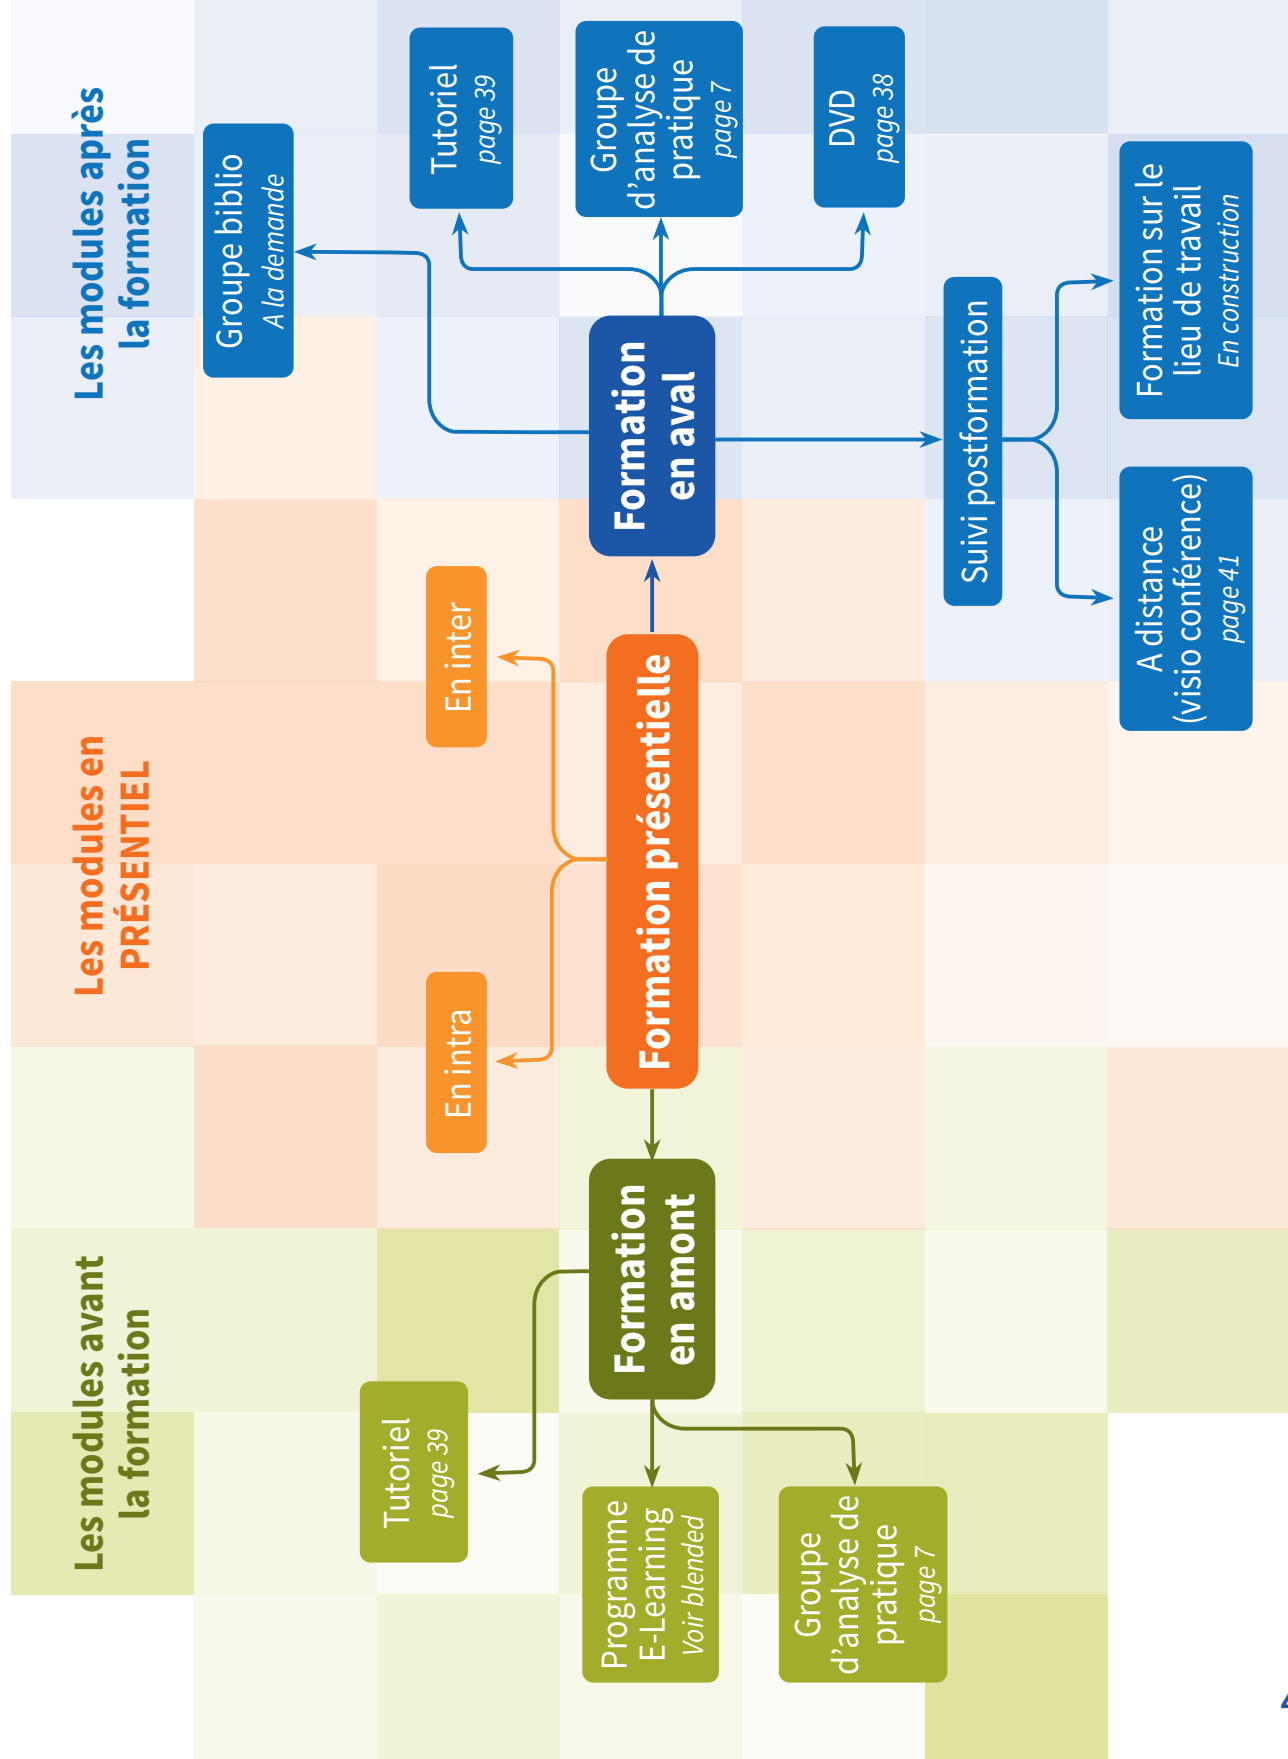 Les modules avant
la formation
Les modules en
PRÉSENTIEL
Les modules après
la formation
Tutoriel
page 39
Programme
E-Learning
Voir blended
Groupe
d’analyse de
pratique
page 7
Formation
en amont
En intra
En inter
Formation présentielle
Formation
en aval
Groupe biblio
A la demande
Tutoriel
page 39
Groupe
d’analyse de
pratique
page 7
DVD
page 38
Suivi postformation
A distance
(visio conférence)
page 41
Formation sur le
lieu de travail
En construction